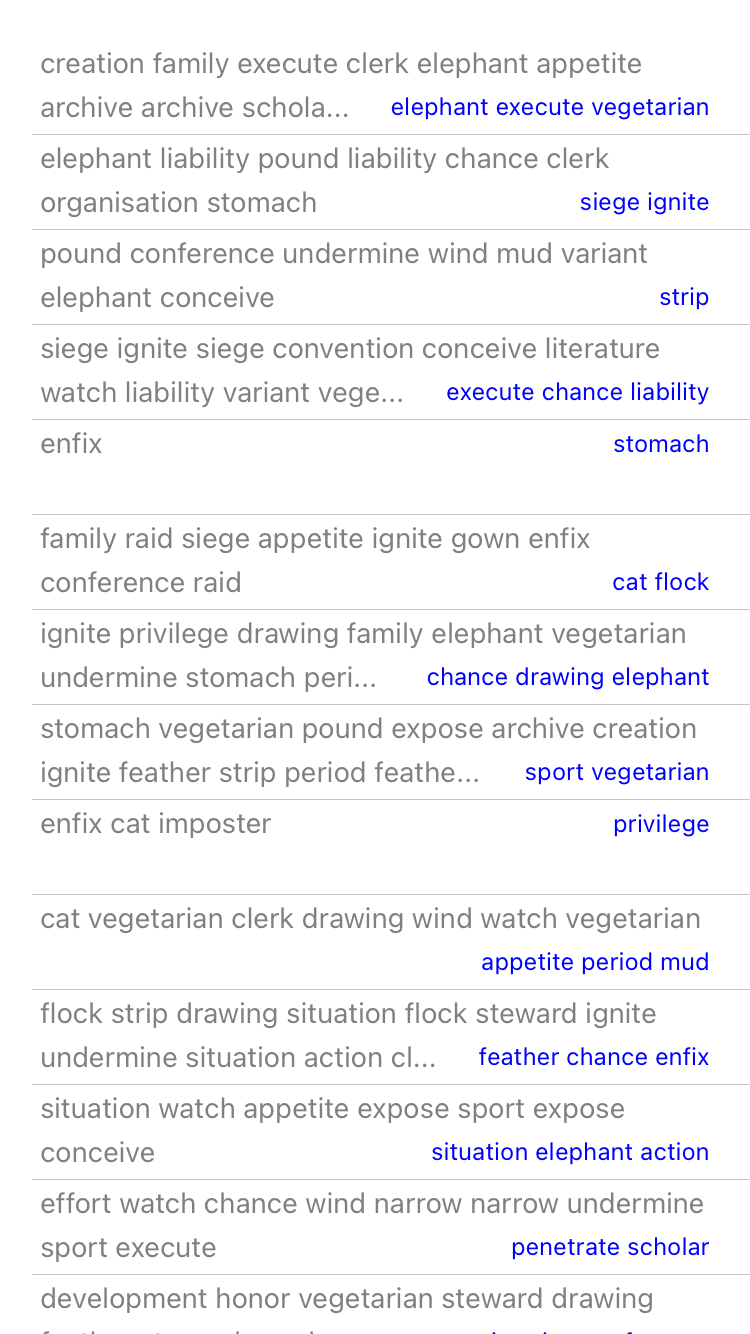 creation family execute clerk elephant appetite
archive archive schola... elephant execute vegetarian
elephant liability pound liability chance clerk
organisation stomach siege ignite
pound conference undermine wind mud variant
elephant conceive strip
siege ignite siege convention conceive literature
watch liability variant vege... execute chance liability
enfix stomach
family raid siege appetite ignite gown enfix
conference raid cat flock
ignite privilege drawing family elephant vegetarian
undermine stomach peri... chance drawing elephant
stomach vegetarian pound expose archive creation
ignite feather strip period feathe... sport vegetarian
enfix cat imposter privilege
cat vegetarian clerk drawing wind watch vegetarian
appetite period mud
flock strip drawing situation flock steward ignite
undermine situation action cl... feather chance enfix
situation watch appetite expose sport expose
conceive situation elephant action
effort watch chance wind narrow narrow undermine
sport execute penetrate scholar
development honor vegetarian steward drawing